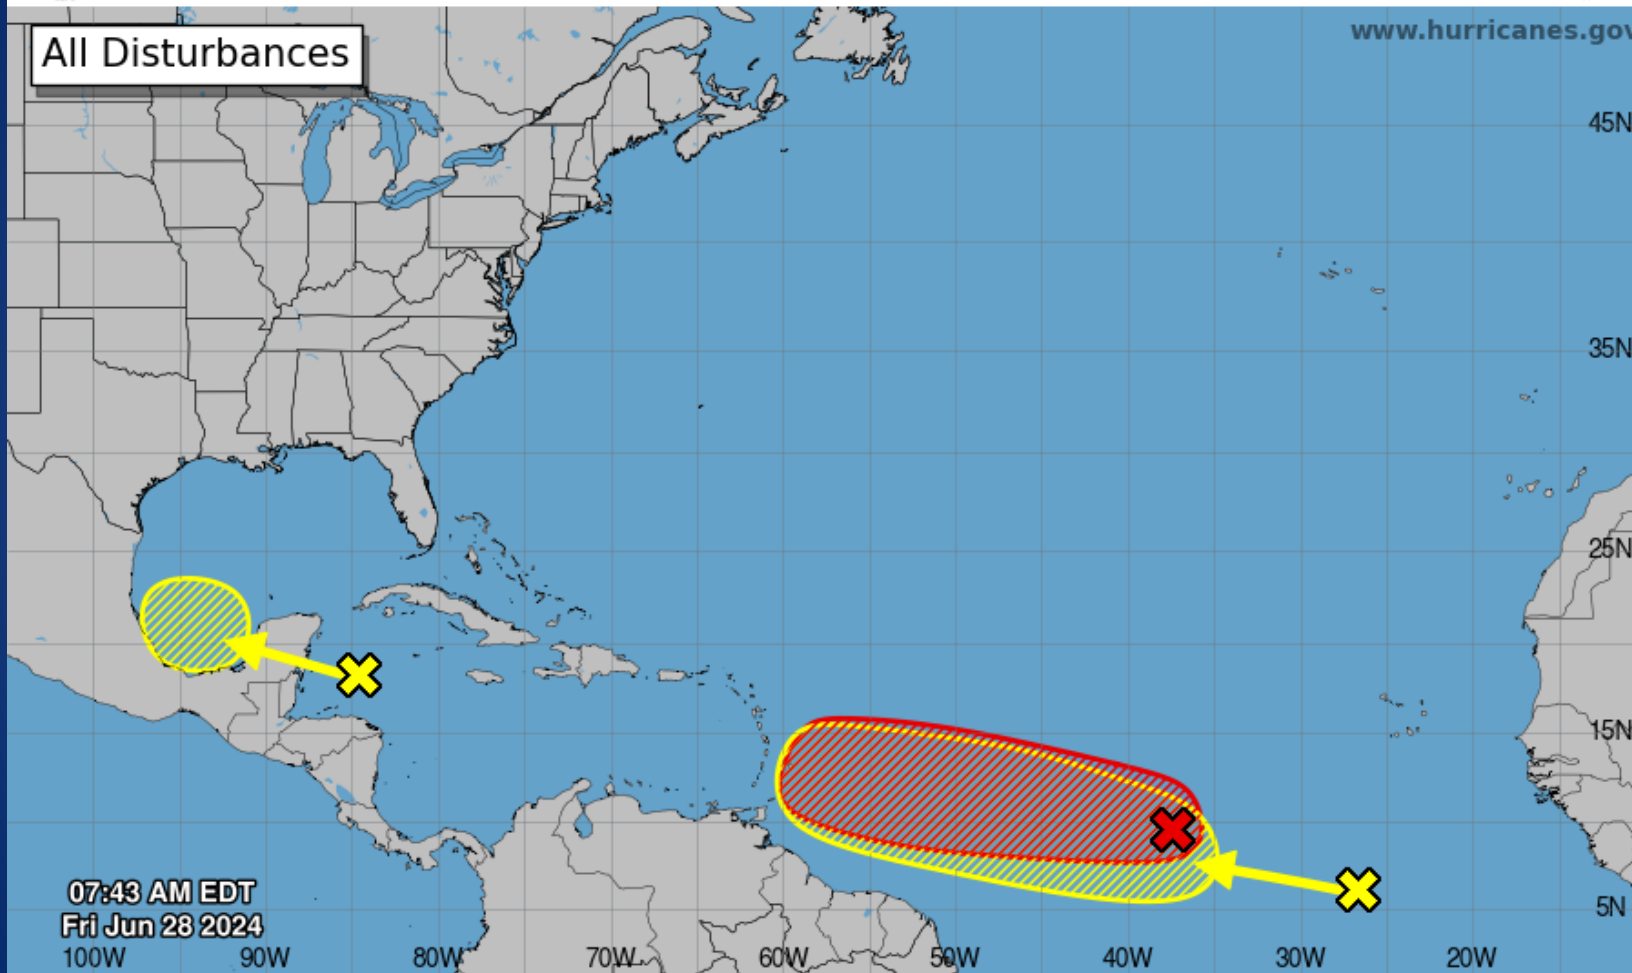 All Disturbances
www.hurricanes.gov
45N
35N
25N
15N
5N
07:43 AM EDT
Fri Jun 28 2024
100W 90W 80W 70W 60W 50W 40W 30W 20W